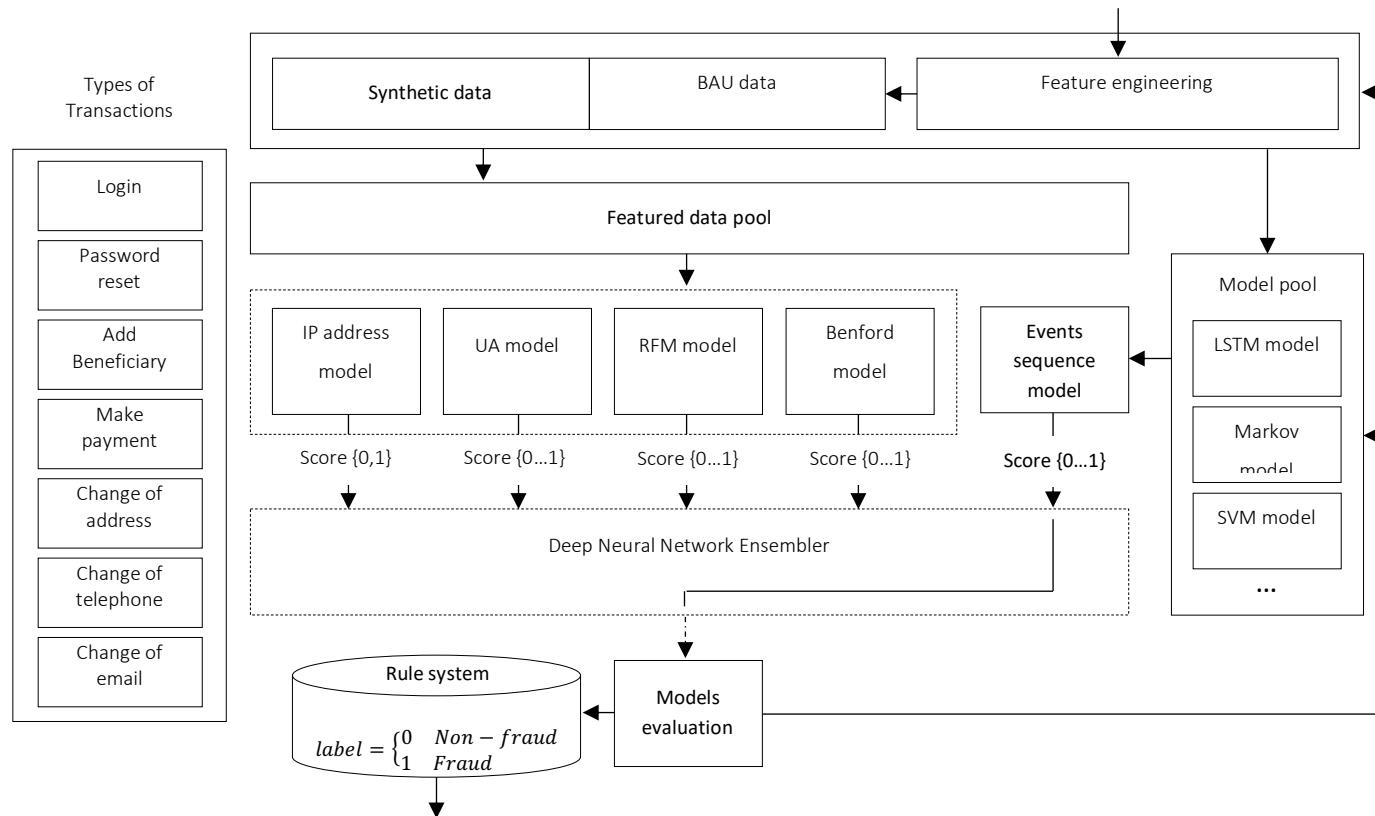 Types of
Transactions
Login
Password
reset
Add
Beneficiary
Make
payment
Change of
address
Change of
telephone
Change of
email
Synthetic data
BAU data
Feature engineering
Featured data pool
IP address
model
UA model
RFM model
Benford
model
Events
sequence
model
Model pool
LSTM model
Markov
model
SVM model
...
Score {0,1}
Score {0...1}
Score {0...1}
Score {0...1}
Score {0...1}
Deep Neural Network Ensembler
Rule system
label = {0 Non − fraud
1 Fraud
Models
evaluation